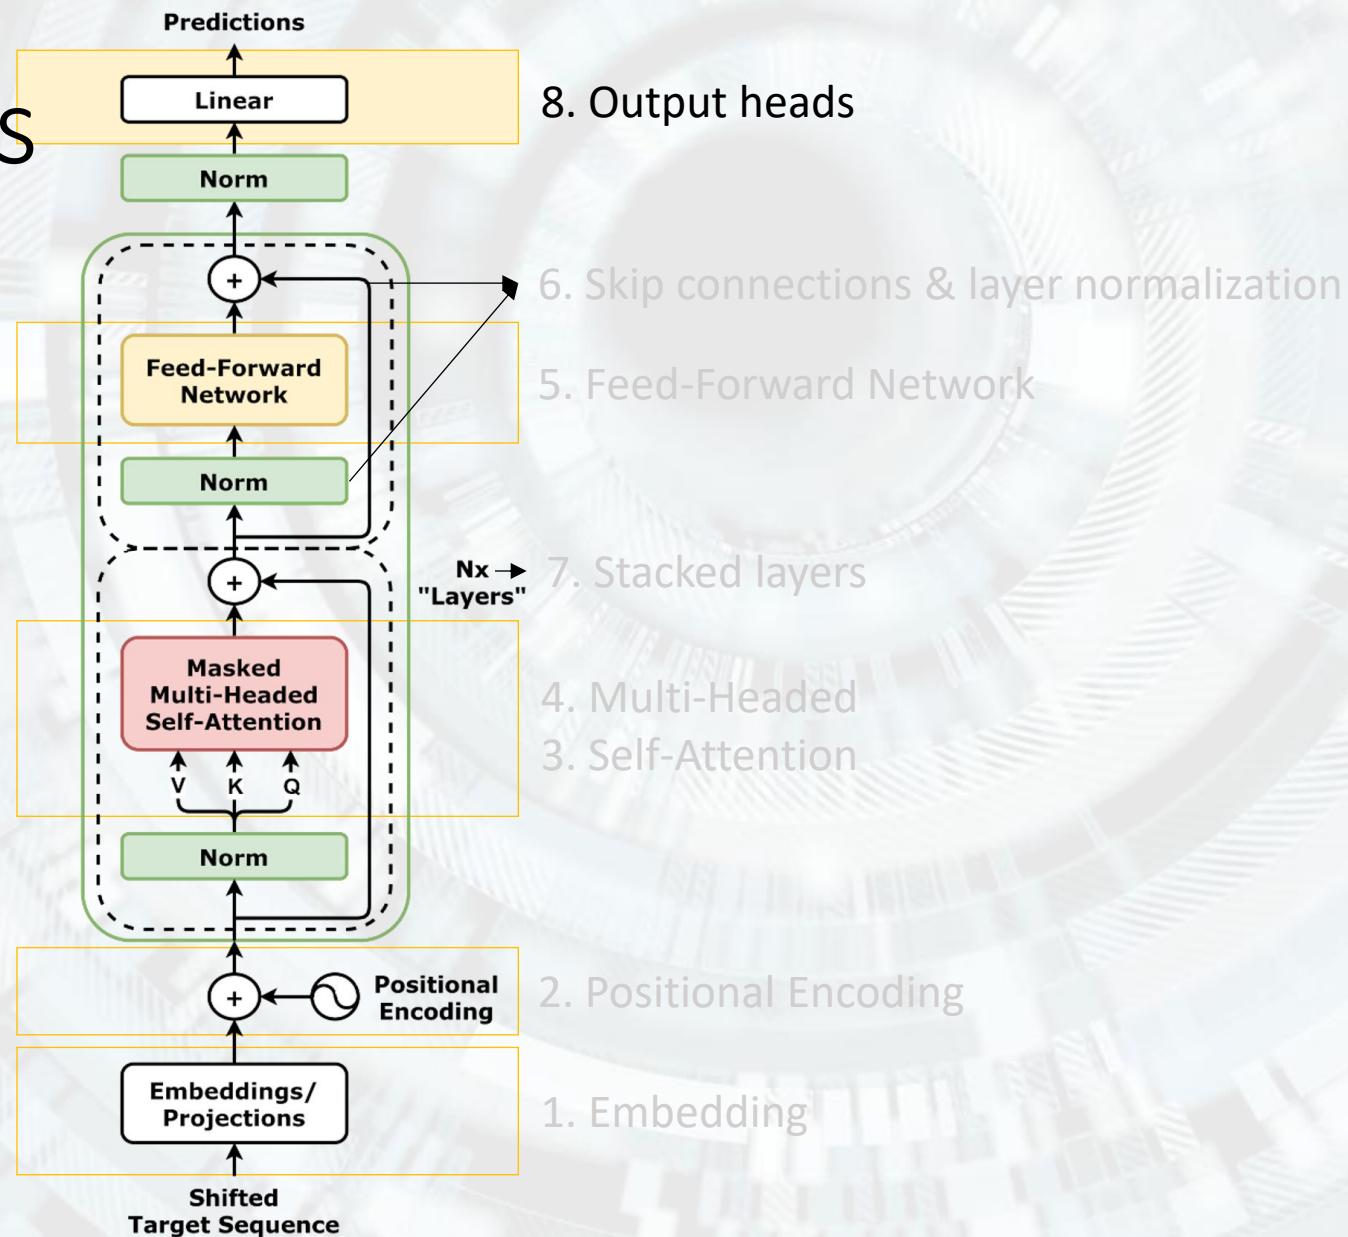 Predictions
Linear
8. Output heads
s
Norm
+
6. Skip connections & layer normalization
Feed-Forward
Network
5. Feed-Forward Network
Norm
+
Nx
"Layers"
7. Stacked layers
Masked
Multi-Headed
Self-Attention
4. Multi-Headed
3. Self-Attention
V K Q
Norm
+
Positional
Encoding
2. Positional Encoding
Embeddings/
Projections
1. Embedding
Shifted
Target Sequence